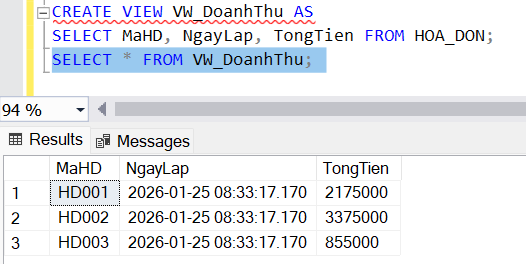 CREATE VIEW VW_DoanhThu AS
SELECT MaHD, NgayLap, TongTien FROM HOA_DON;
SELECT * FROM VW_DoanhThu;
94 %
Results Messages
MaHD NgayLap TongTien
1 HD001 2026-01-25 08:33:17.170 2175000
2 HD002 2026-01-25 08:33:17.170 3375000
3 HD003 2026-01-25 08:33:17.170 855000